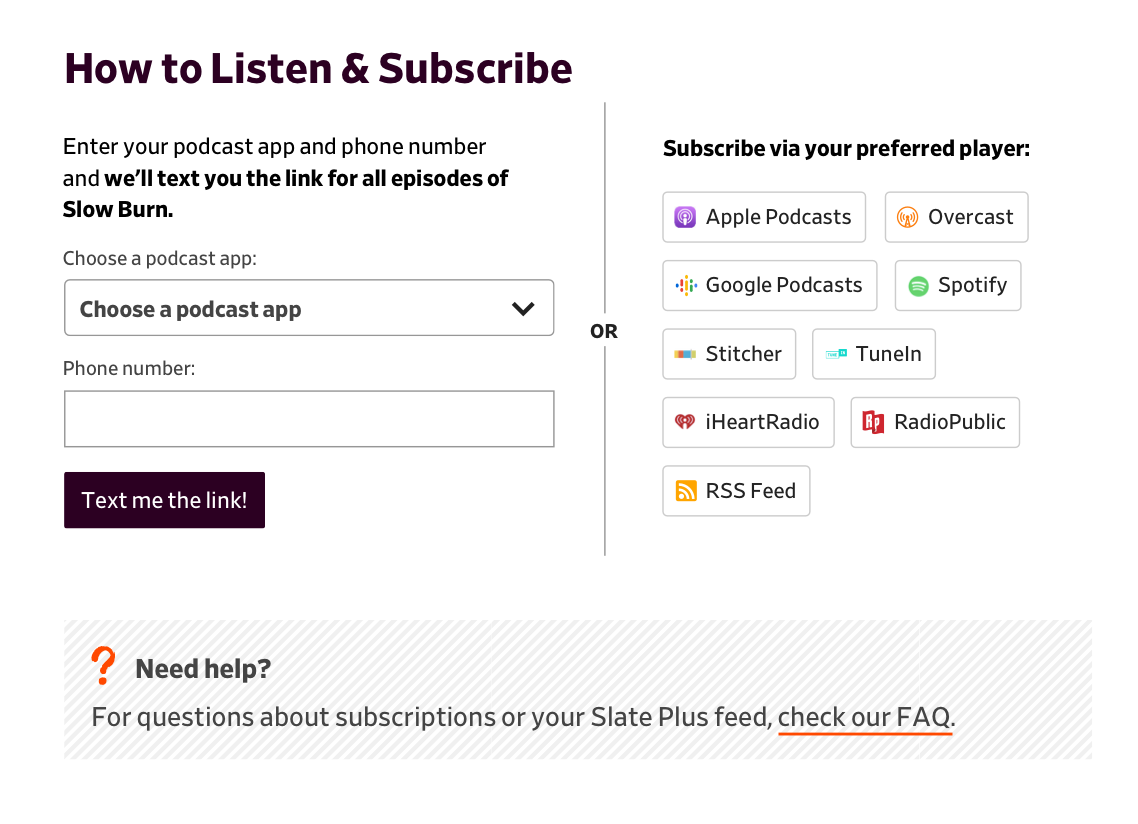 How to Listen & Subscribe
Enter your podcast app and phone number
and we’ll text you the link for all episodes of
Slow Burn.
Choose a podcast app:
Choose a podcast app
Phone number:
Text me the link!
OR
Subscribe via your preferred player:
Apple Podcasts
Overcast
Google Podcasts
Spotify
Stitcher
TuneIn
iHeartRadio
RadioPublic
RSS Feed
Need help?
For questions about subscriptions or your Slate Plus feed, check our FAQ.